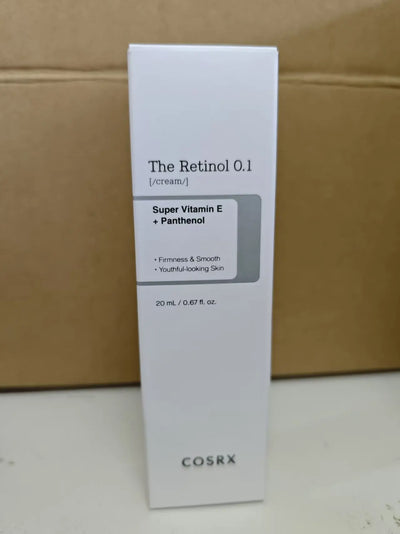 The Retinol 0.1
[/cream/]
Super Vitamin E
+ Panthenol
• Firmness & Smooth
• Youthful-looking Skin
20 mL / 0.67 fl. oz.
COSRX